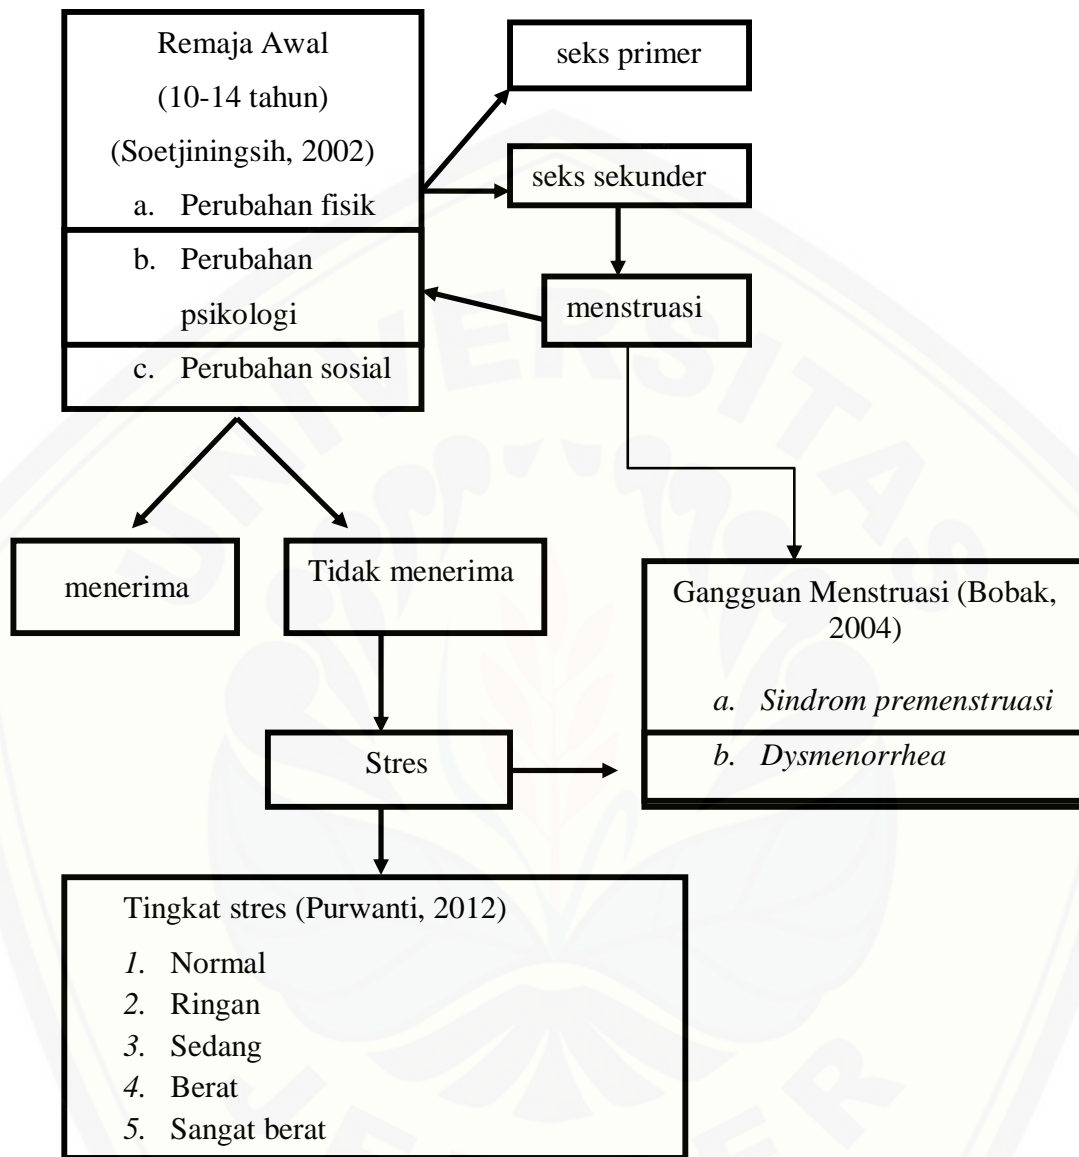 Remaja Awal
(10-14 tahun)
(Soetjiningsih, 2002)
a. Perubahan fisik
b. Perubahan
psikologi
c. Perubahan sosial
seks primer
seks sekunder
menstruasi
menerima
Tidak menerima
Gangguan Menstruasi (Bobak,
2004)
a. Sindrom premenstruasi
b. Dysmenorrhea
Stres
Tingkat stres (Purwanti, 2012)
1. Normal
2. Ringan
3. Sedang
4. Berat
5. Sangat berat
UNIVERSITAS